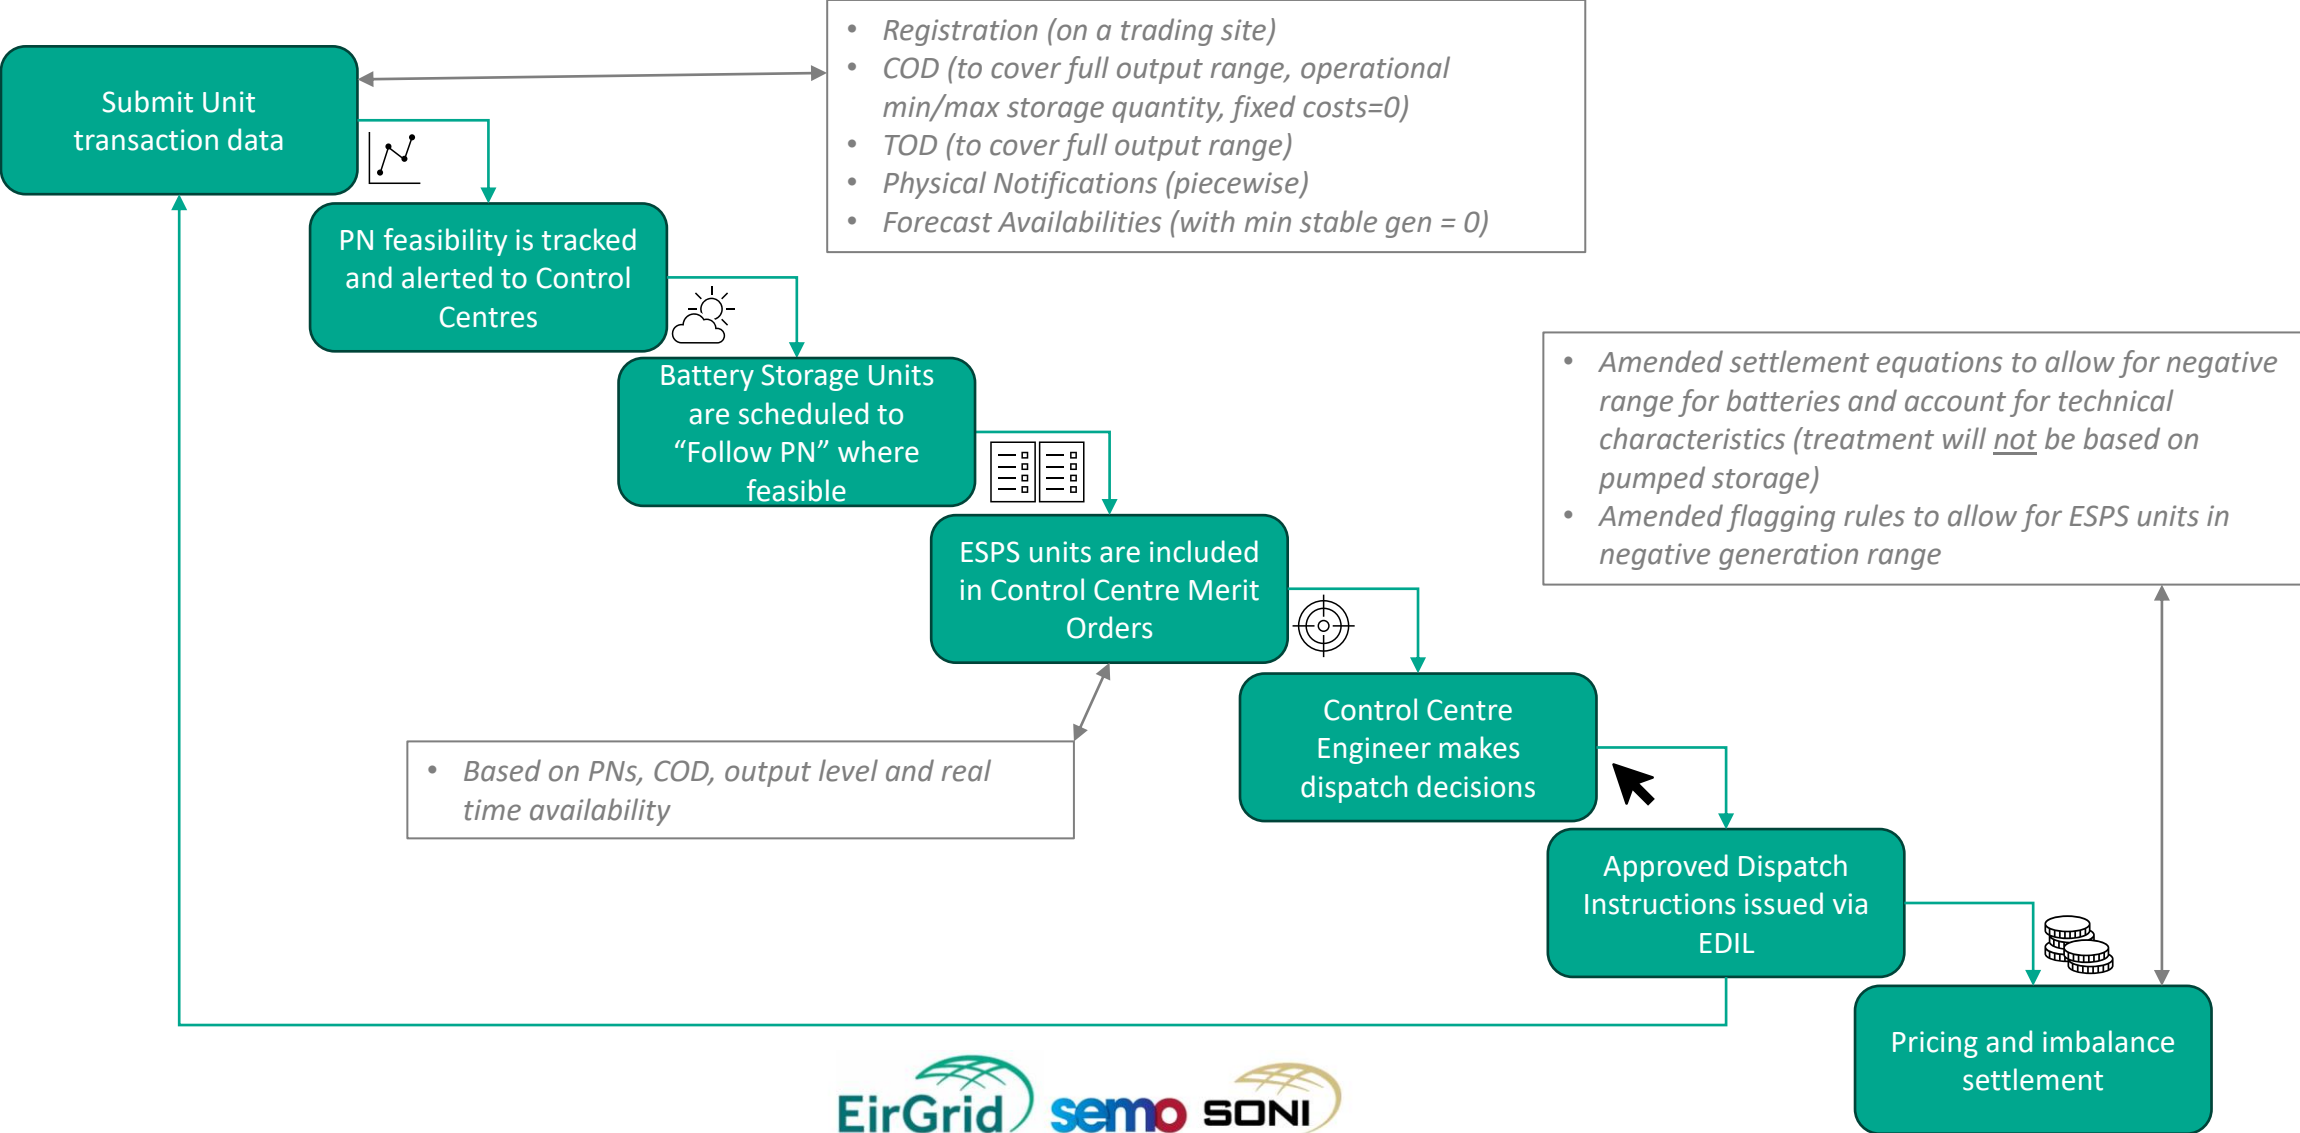 • Registration (on a trading site)
• COD (to cover full output range, operational
min/max storage quantity, fixed costs=0)
• TOD (to cover full output range)
• Physical Notifications (piecewise)
• Forecast Availabilities (with min stable gen = 0)
Submit Unit
transaction data
PN feasibility is tracked
and alerted to Control
Centres
Battery Storage Units
are scheduled to
“Follow PN” where
feasible
• Amended settlement equations to allow for negative
range for batteries and account for technical
characteristics (treatment will not be based on
pumped storage)
• Amended flagging rules to allow for ESPS units in
negative generation range
ESPS units are included
in Control Centre Merit
Orders
• Based on PNs, COD, output level and real
time availability
Control Centre
Engineer makes
dispatch decisions
Approved Dispatch
Instructions issued via
EDIL
Pricing and imbalance
settlement
EirGrid
semo
SONI